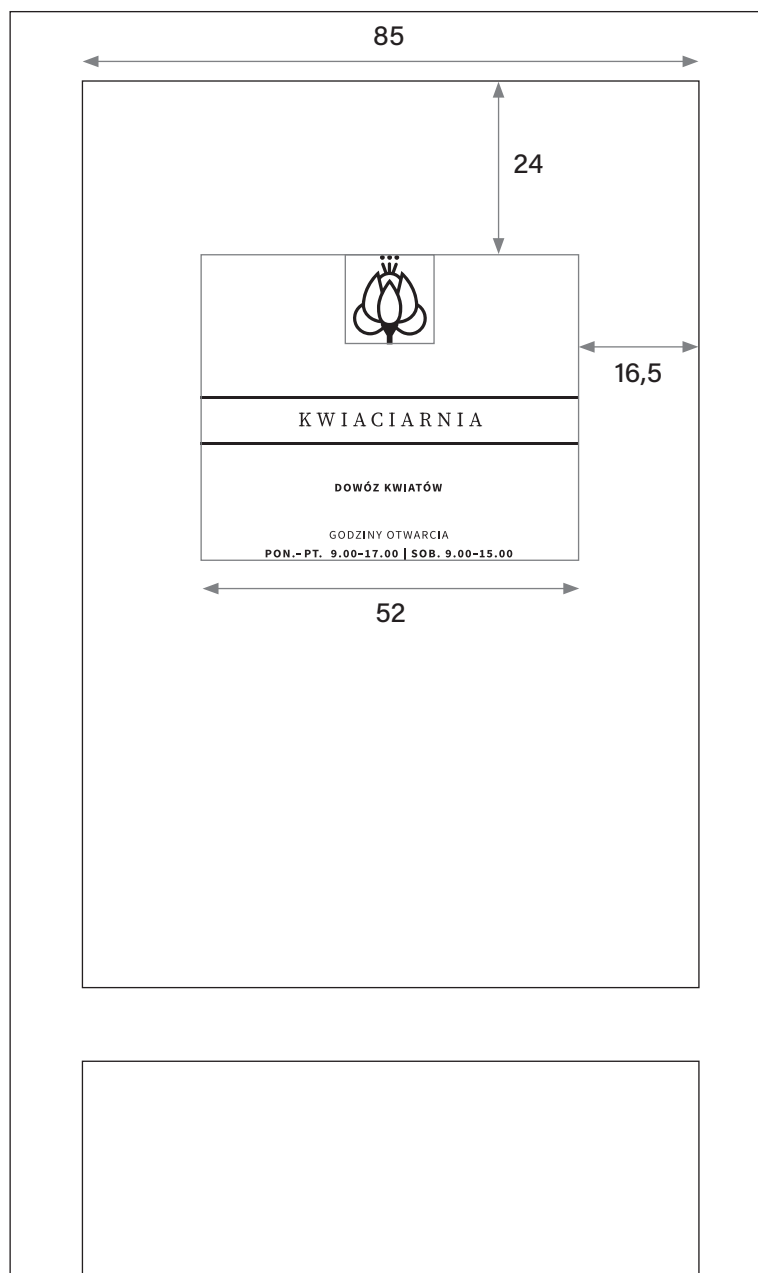 85
24
16,5
KWIACIARNIA
DOWÓZ KWIATÓW
GODZINY OTWARCIA
PON.–PT. 9.00–17.00 | SOB. 9.00–15.00
52